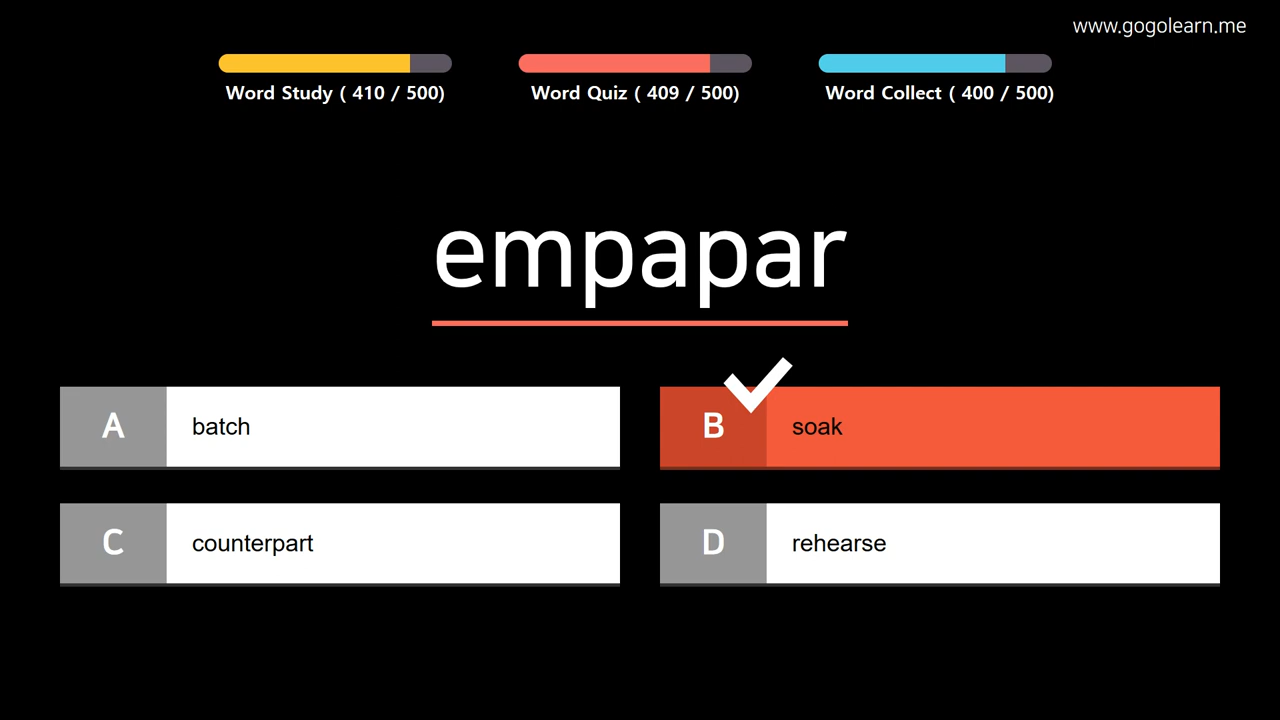 www.gogolearn.me
Word Study ( 410 / 500)
Word Quiz ( 409 / 500)
Word Collect ( 400 / 500)
empapar
A batch
B soak
C counterpart
D rehearse